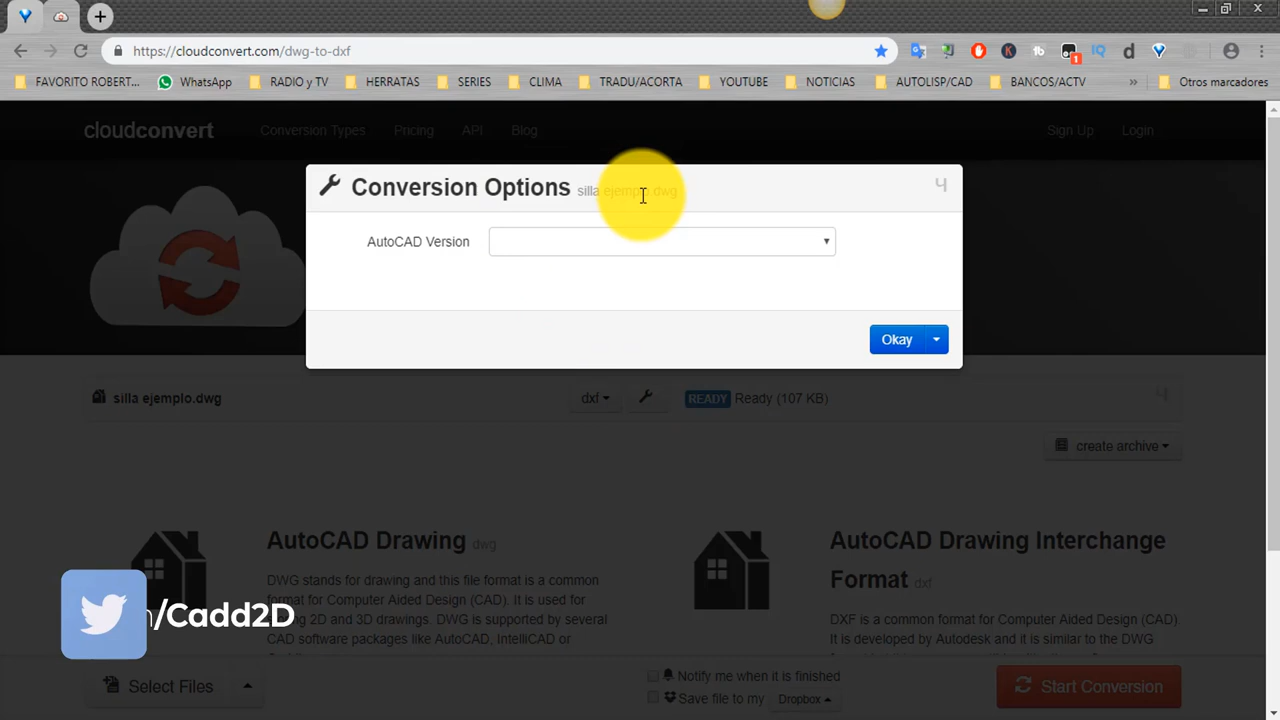 https://cloudconvert.com/dwg-to-dxf
FAVORITO ROBERT... WhatsApp RADIO y TV HERRATAS SERIES CLIMA TRADU/ACORTA YOUTUBE NOTICIAS AUTOLISP/CAD BANCOS/ACTV » Otros marcadores
cloudconvert Conversion Types Pricing API Blog Sign Up Login
Conversion Options silla ejemplo.dwg
AutoCAD Version
Okay
silla ejemplo.dwg dxf READY Ready (107 KB)
create archive
AutoCAD Drawing dwg
DWG stands for drawing and this file format is a common
format for Computer Aided Design (CAD). It is used for
2D and 3D drawings. DWG is supported by several
CAD software packages like AutoCAD, IntelliCAD or
AutoCAD Drawing Interchange
Format dxf
DXF is a common format for Computer Aided Design (CAD).
It is developed by Autodesk and it is similar to the DWG
/Cadd2D
Select Files
Notify me when it is finished
Save file to my Dropbox
Start Conversion